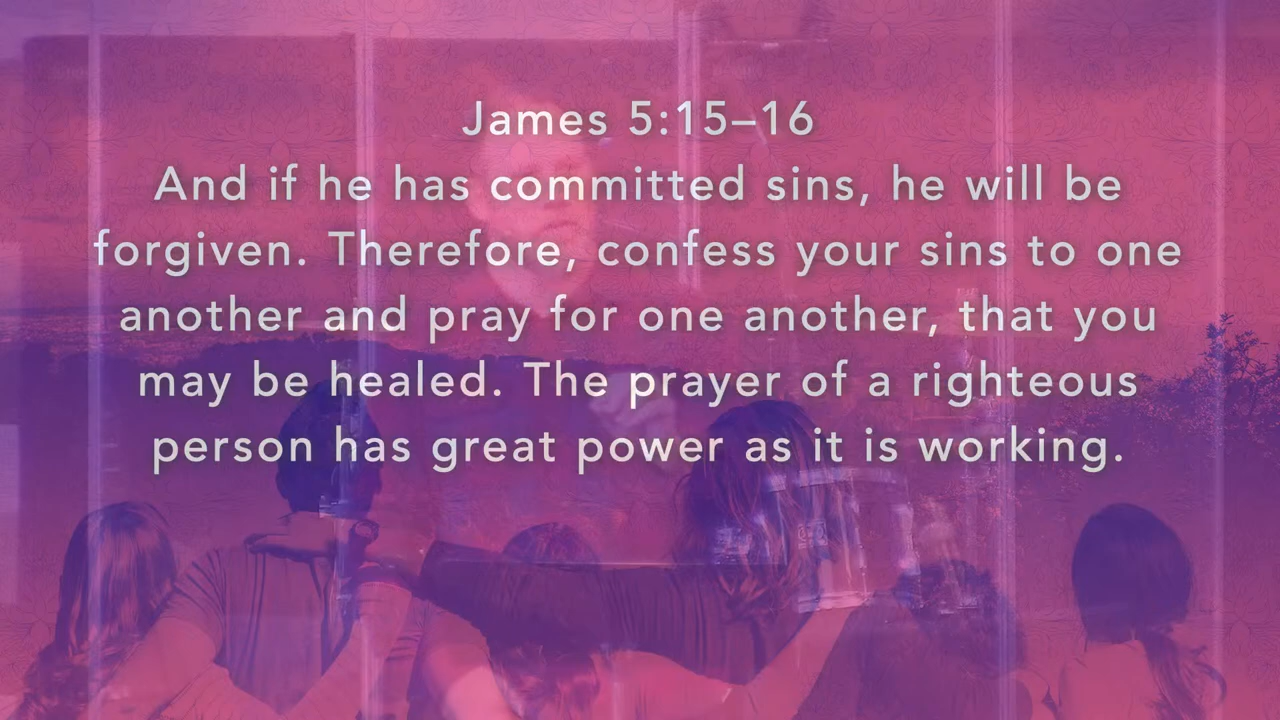 James 5:15–16
And if he has committed sins, he will be
forgiven. Therefore, confess your sins to one
another and pray for one another, that you
may be healed. The prayer of a righteous
person has great power as it is working.